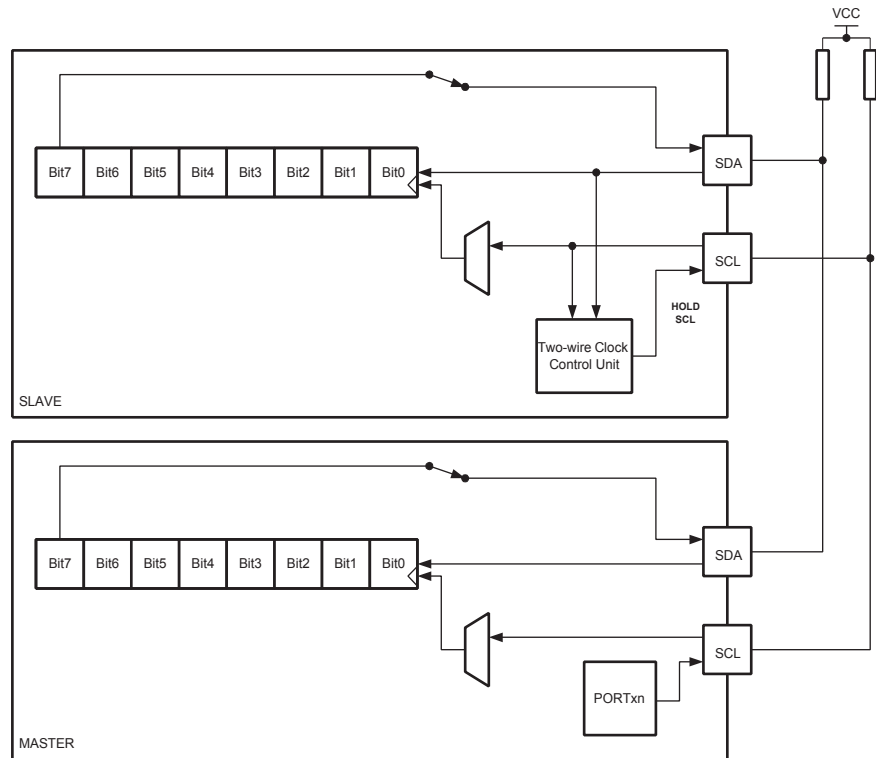 VCC
Bit7 Bit6 Bit5 Bit4 Bit3 Bit2 Bit1 Bit0
SDA
SCL
HOLD
SCL
Two-wire Clock
Control Unit
SLAVE
Bit7 Bit6 Bit5 Bit4 Bit3 Bit2 Bit1 Bit0
SDA
SCL
PORTxn
MASTER